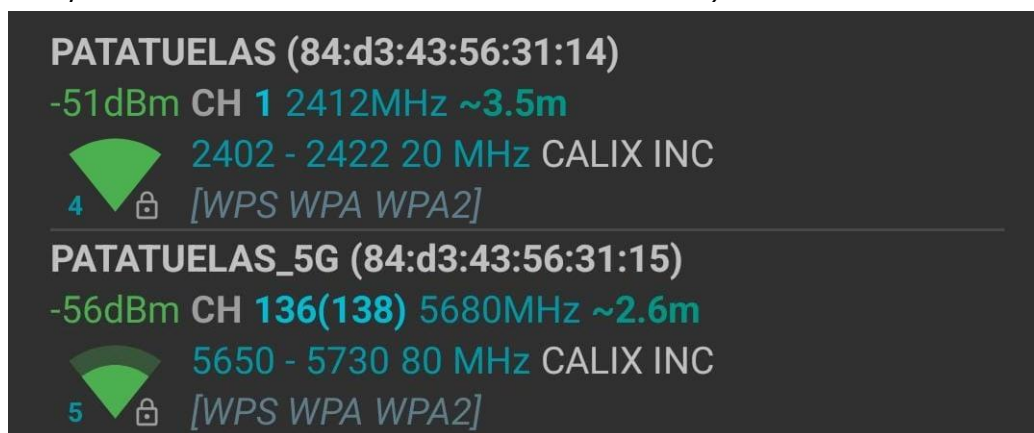 PATATUELAS (84:d3:43:56:31:14)
-51dBm CH 1 2412MHz ~3.5m
2402 - 2422 20 MHz CALIX INC
4 [WPS WPA WPA2]
PATATUELAS_5G (84:d3:43:56:31:15)
-56dBm CH 136(138) 5680MHz ~2.6m
5650 - 5730 80 MHz CALIX INC
5 [WPS WPA WPA2]